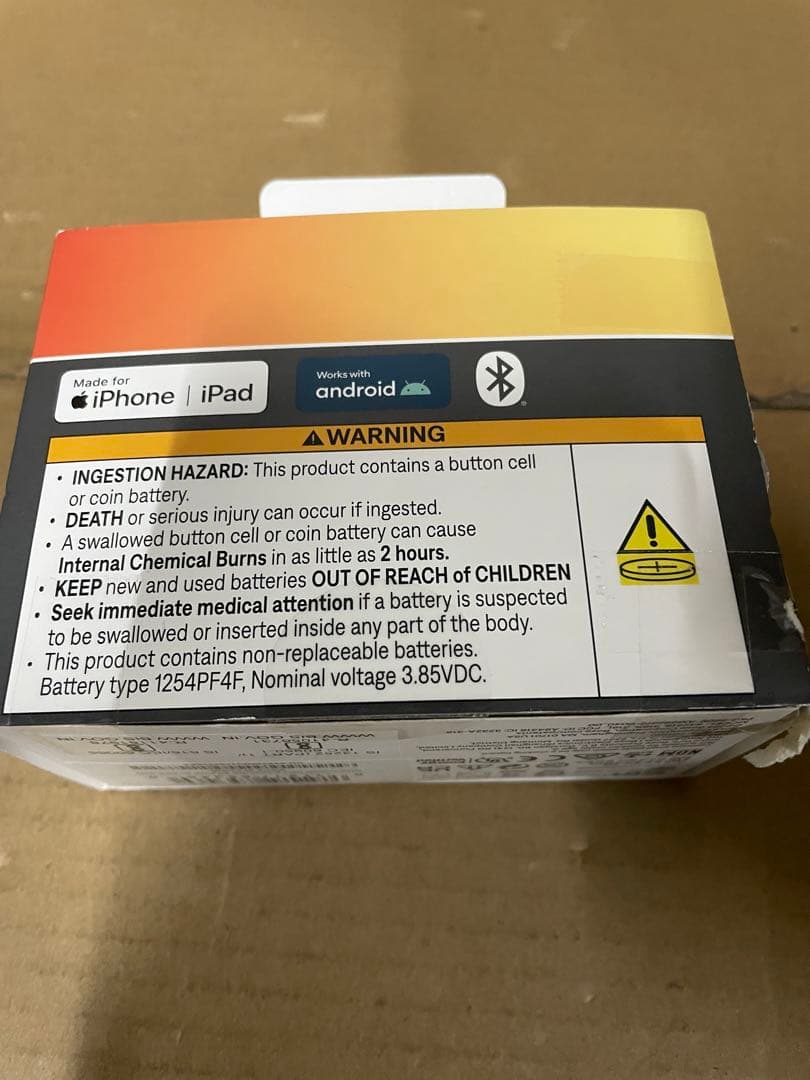 Made for
iPhone | iPad
Works with
android
WARNING
• INGESTION HAZARD: This product contains a button cell
or coin battery.
• DEATH or serious injury can occur if ingested.
• A swallowed button cell or coin battery can cause
Internal Chemical Burns in as little as 2 hours.
• KEEP new and used batteries OUT OF REACH of CHILDREN
• Seek immediate medical attention if a battery is suspected
to be swallowed or inserted inside any part of the body.
• This product contains non-replaceable batteries.
Battery type 1254PF4F, Nominal voltage 3.85VDC.